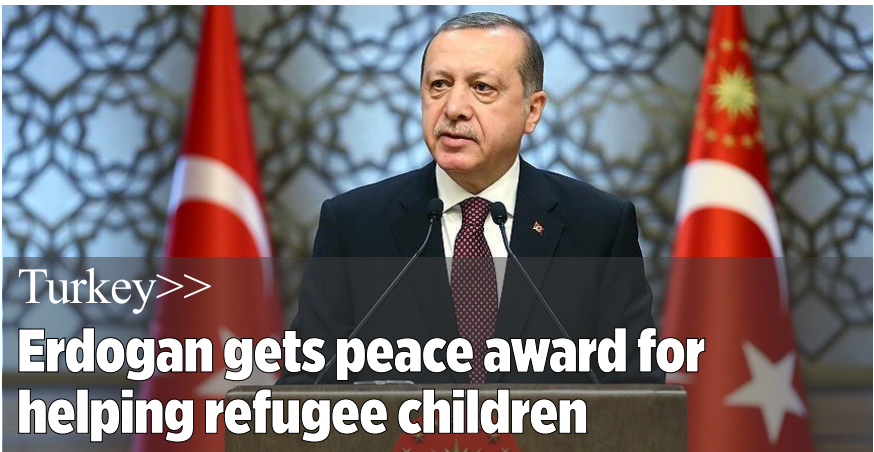 Turkey>>
Erdogan gets peace award for
helping refugee children